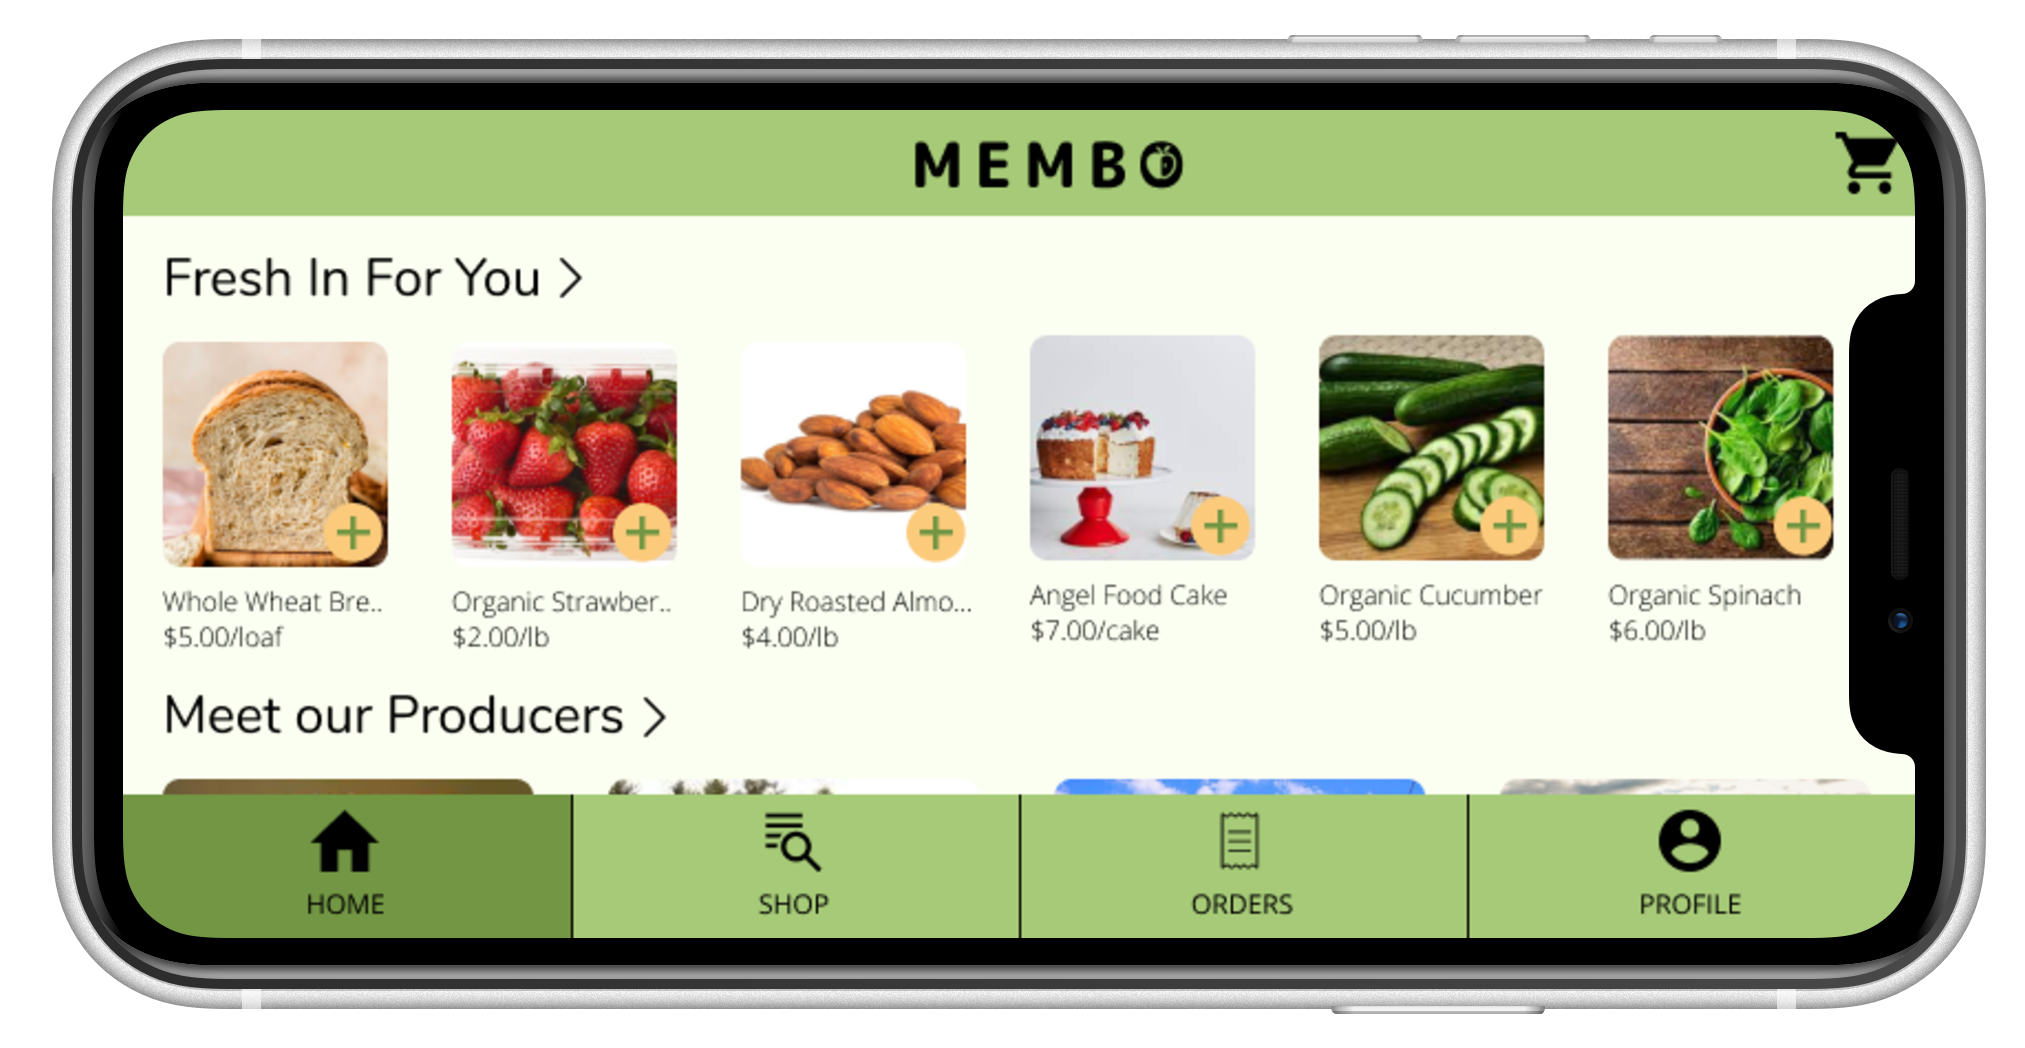 MEMBO
Fresh In For You >
Whole Wheat Bre..
$5.00/loaf
Organic Strawber..
$2.00/lb
Dry Roasted Almo...
$4.00/lb
Angel Food Cake
$7.00/cake
Organic Cucumber
$5.00/lb
Organic Spinach
$6.00/lb
Meet our Producers >
HOME
SHOP
ORDERS
PROFILE